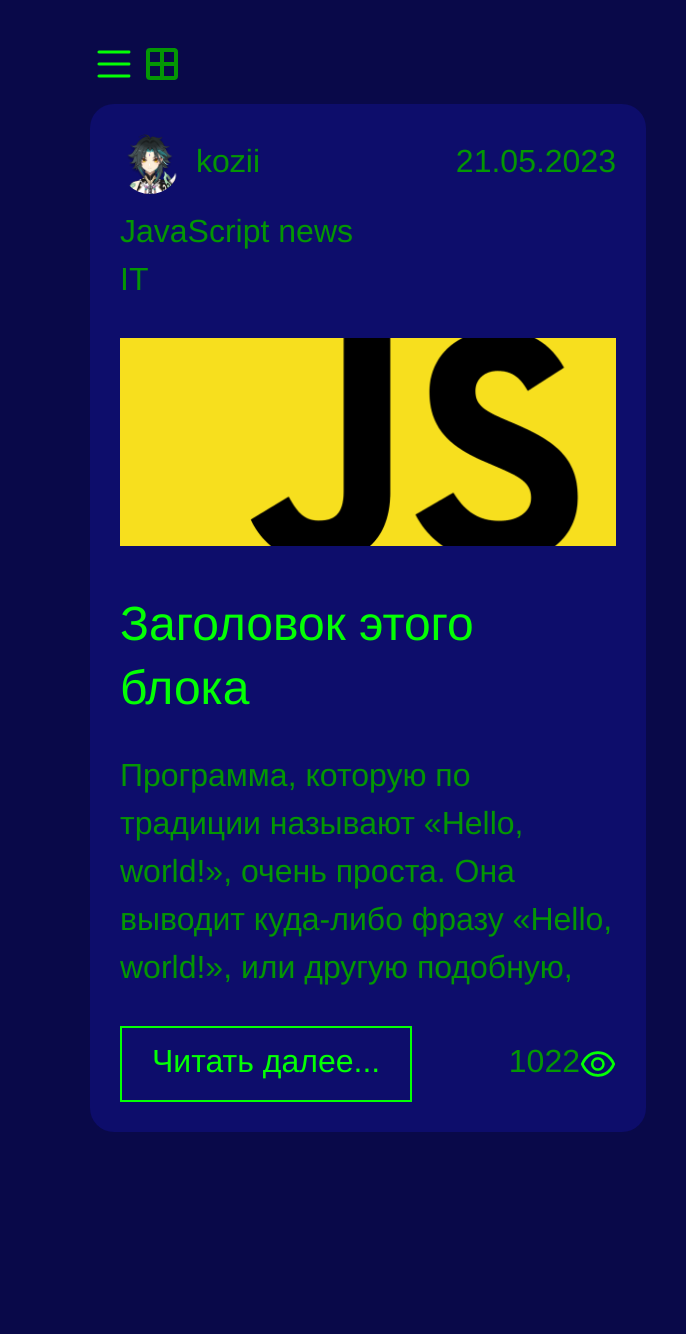 kozii 21.05.2023
JavaScript news
IT
JS
Заголовок этого
блока
Программа, которую по
традиции называют «Hello,
world!», очень проста. Она
выводит куда-либо фразу «Hello,
world!», или другую подобную,
Читать далее... 1022